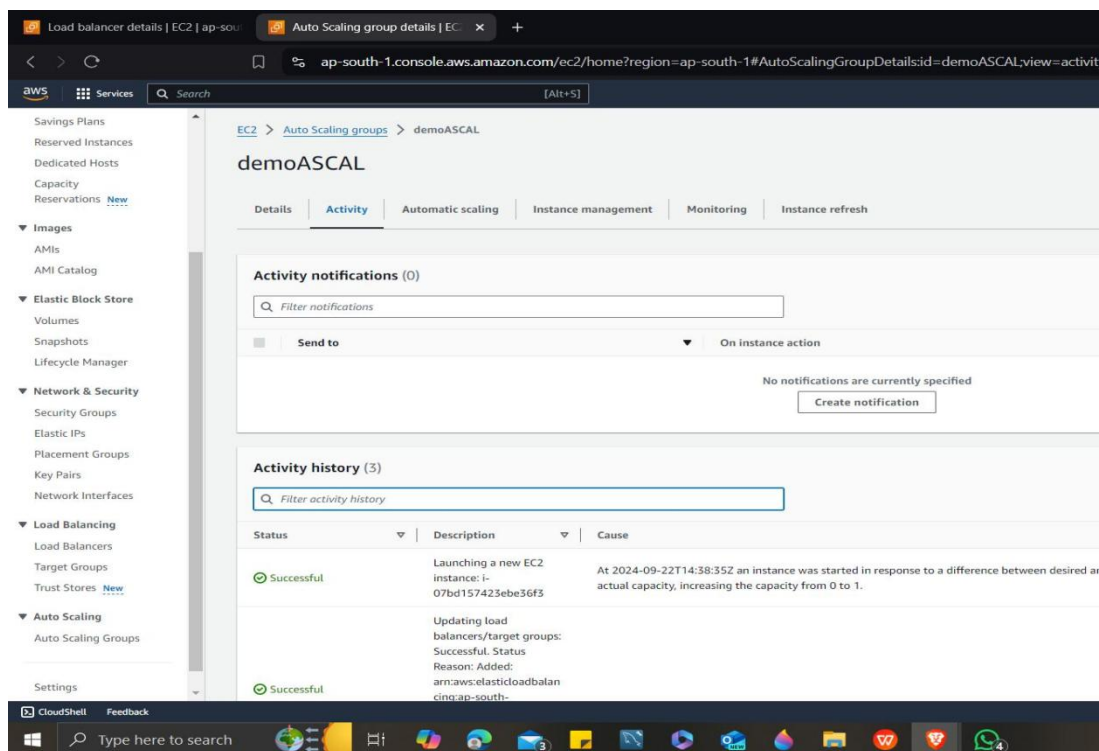 Load balancer details | EC2 | ap-sou
Auto Scaling group details | EC
ap-south-1.console.aws.amazon.com/ec2/home?region=ap-south-1#AutoScalingGroupDetails:id=demoASCAL;view=activit
aws
Services
Search
[Alt+S]
Savings Plans
Reserved Instances
Dedicated Hosts
Capacity
Reservations New
Images
AMIs
AMI Catalog
Elastic Block Store
Volumes
Snapshots
Lifecycle Manager
Network & Security
Security Groups
Elastic IPs
Placement Groups
Key Pairs
Network Interfaces
Load Balancing
Load Balancers
Target Groups
Trust Stores New
Auto Scaling
Auto Scaling Groups
Settings
EC2 > Auto Scaling groups > demoASCAL
demoASCAL
Details
Activity
Automatic scaling
Instance management
Monitoring
Instance refresh
Activity notifications (0)
Filter notifications
Send to
On instance action
No notifications are currently specified
Create notification
Activity history (3)
Filter activity history
Status
Description
Cause
Successful
Launching a new EC2
instance: i-
07bd157423ebe36f3
At 2024-09-22T14:38:35Z an instance was started in response to a difference between desired an
actual capacity, increasing the capacity from 0 to 1.
Successful
Updating load
balancers/target groups:
Successful. Status
Reason: Added:
arn:aws:elasticloadbalan
cing:ap-south-
CloudShell
Feedback
Type here to search
3
4